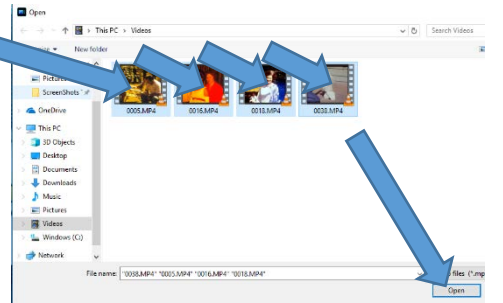 Open
This PC > Videos
Search Videos
New folder
Pictures
ScreenShots
OneDrive
This PC
3D Objects
Desktop
Documents
Downloads
Music
Pictures
Videos
Windows (C:)
Network
0005.MP4 0016.MP4 0018.MP4 0038.MP4
File name: "0038.MP4" "0005.MP4" "0016.MP4" "0018.MP4"
files (*.mp
Open